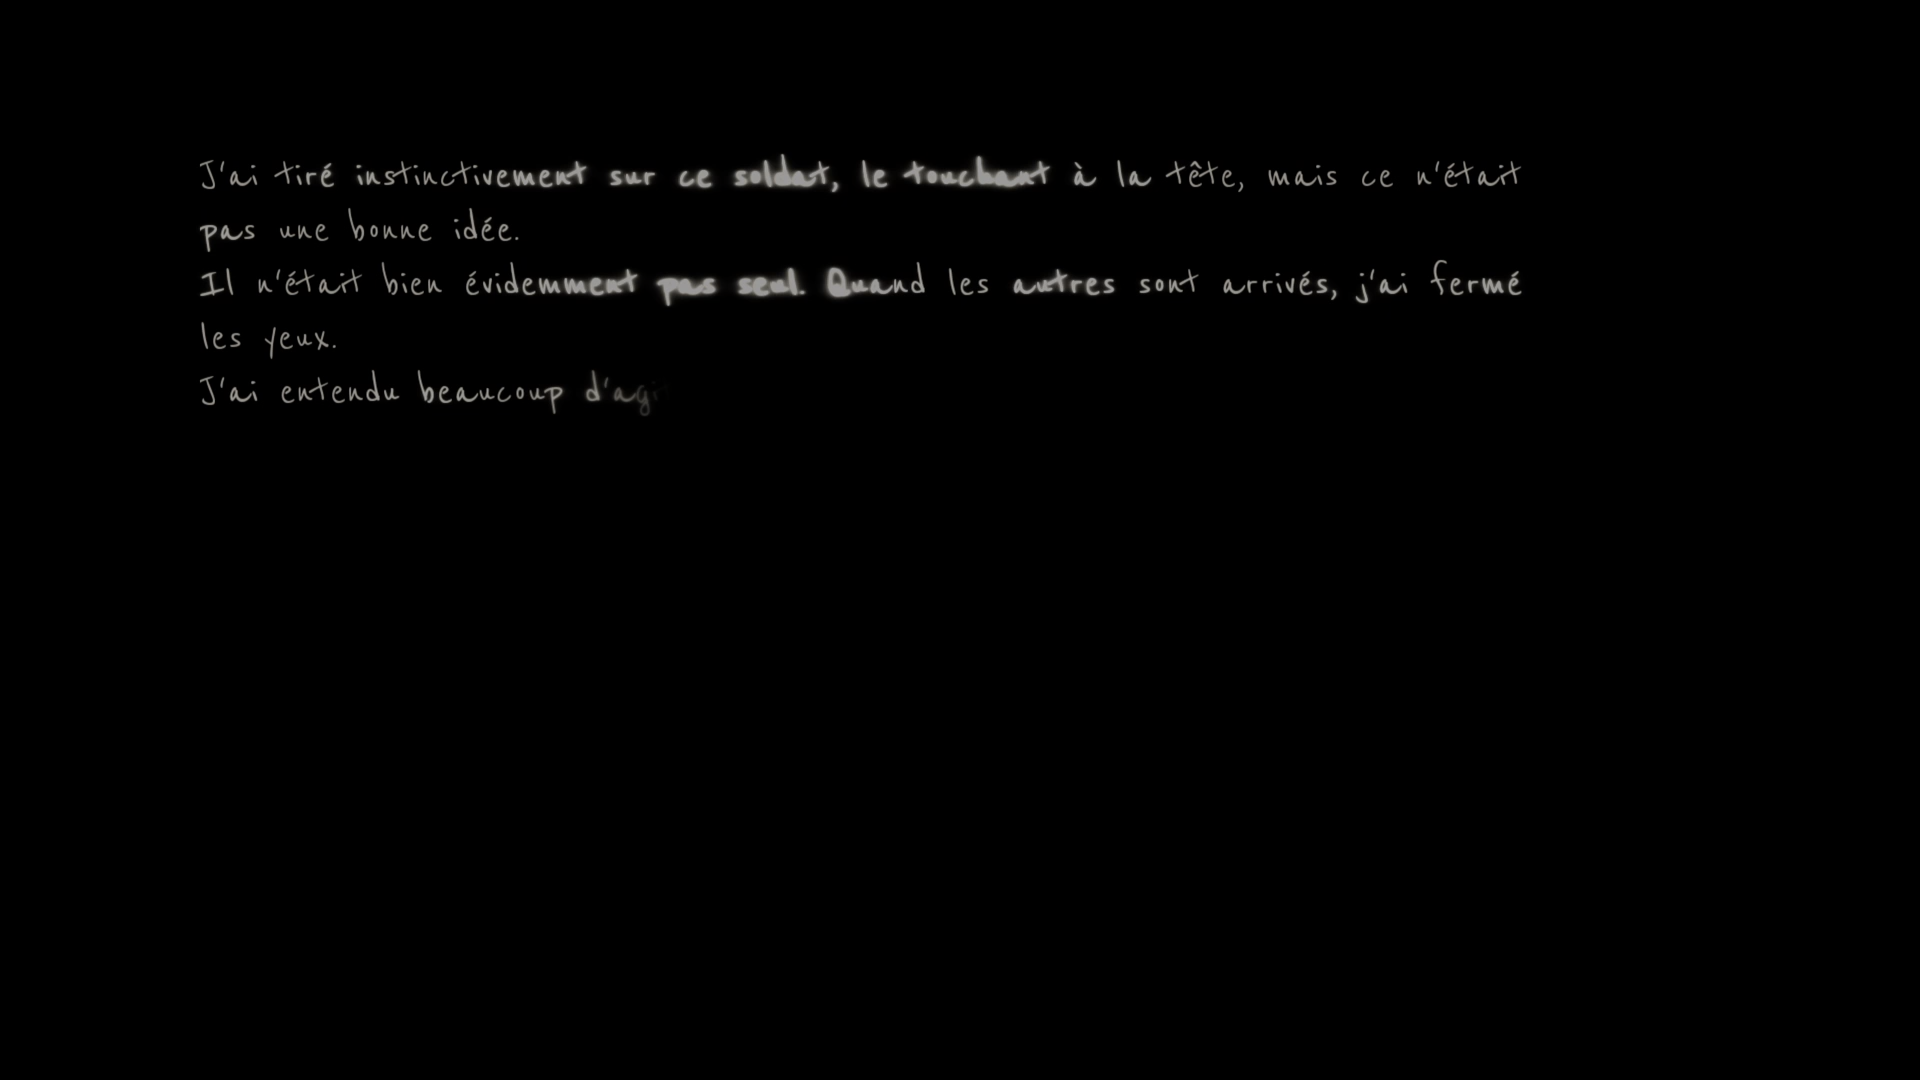 J'ai tiré instinctivement sur ce soldat, le touchant à la tête, mais ce n'était
pas une bonne idée.
Il n'était bien évidemment pas seul. Quand les autres sont arrivés, j'ai fermé
les yeux.
J'ai entendu beaucoup d'agi